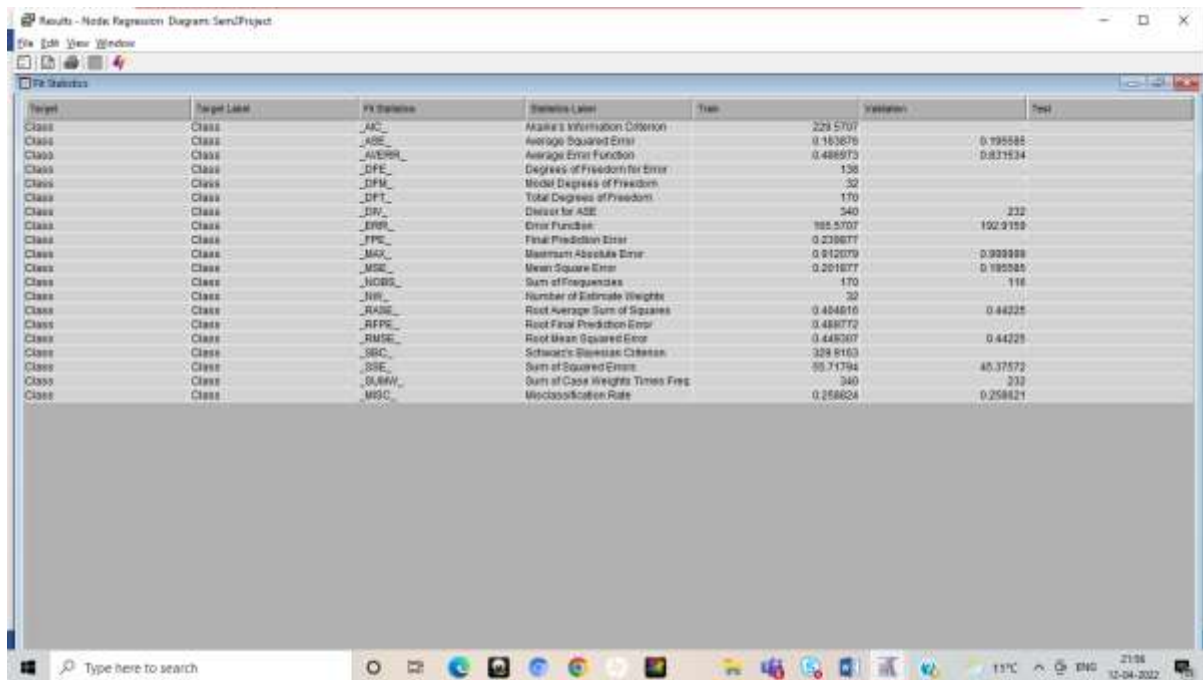 Results - Node: Regression Diagram: Sem2Project
File Edit View Window
Fit Statistics
Target Target Label Fit Statistics Statistics Label Train Validation Test
Class Class _AIC_ Akaike's Information Criterion 229.5707
Class Class _ASE_ Average Squared Error 0.163876 0.195585
Class Class _AVERR_ Average Error Function 0.486973 0.831534
Class Class _DFE_ Degrees of Freedom for Error 138
Class Class _DFM_ Model Degrees of Freedom 32
Class Class _DFT_ Total Degrees of Freedom 170
Class Class _DIV_ Divisor for ASE 340 232
Class Class _ERR_ Error Function 165.5707 192.9159
Class Class _FPE_ Final Prediction Error 0.239877
Class Class _MAX_ Maximum Absolute Error 0.912079 0.999999
Class Class _MSE_ Mean Square Error 0.201877 0.195585
Class Class _NOBS_ Sum of Frequencies 170 116
Class Class _NW_ Number of Estimate Weights 32
Class Class _RASE_ Root Average Sum of Squares 0.404816 0.44225
Class Class _RFPE_ Root Final Prediction Error 0.489772
Class Class _RMSE_ Root Mean Squared Error 0.449307 0.44225
Class Class _SBC_ Schwarz's Bayesian Criterion 329.9163
Class Class _SSE_ Sum of Squared Errors 55.71794 45.37572
Class Class _SUMW_ Sum of Case Weights Times Freq 340 232
Class Class _MISC_ Misclassification Rate 0.258824 0.258621
Type here to search
11°C ENG 21:56
12-04-2022